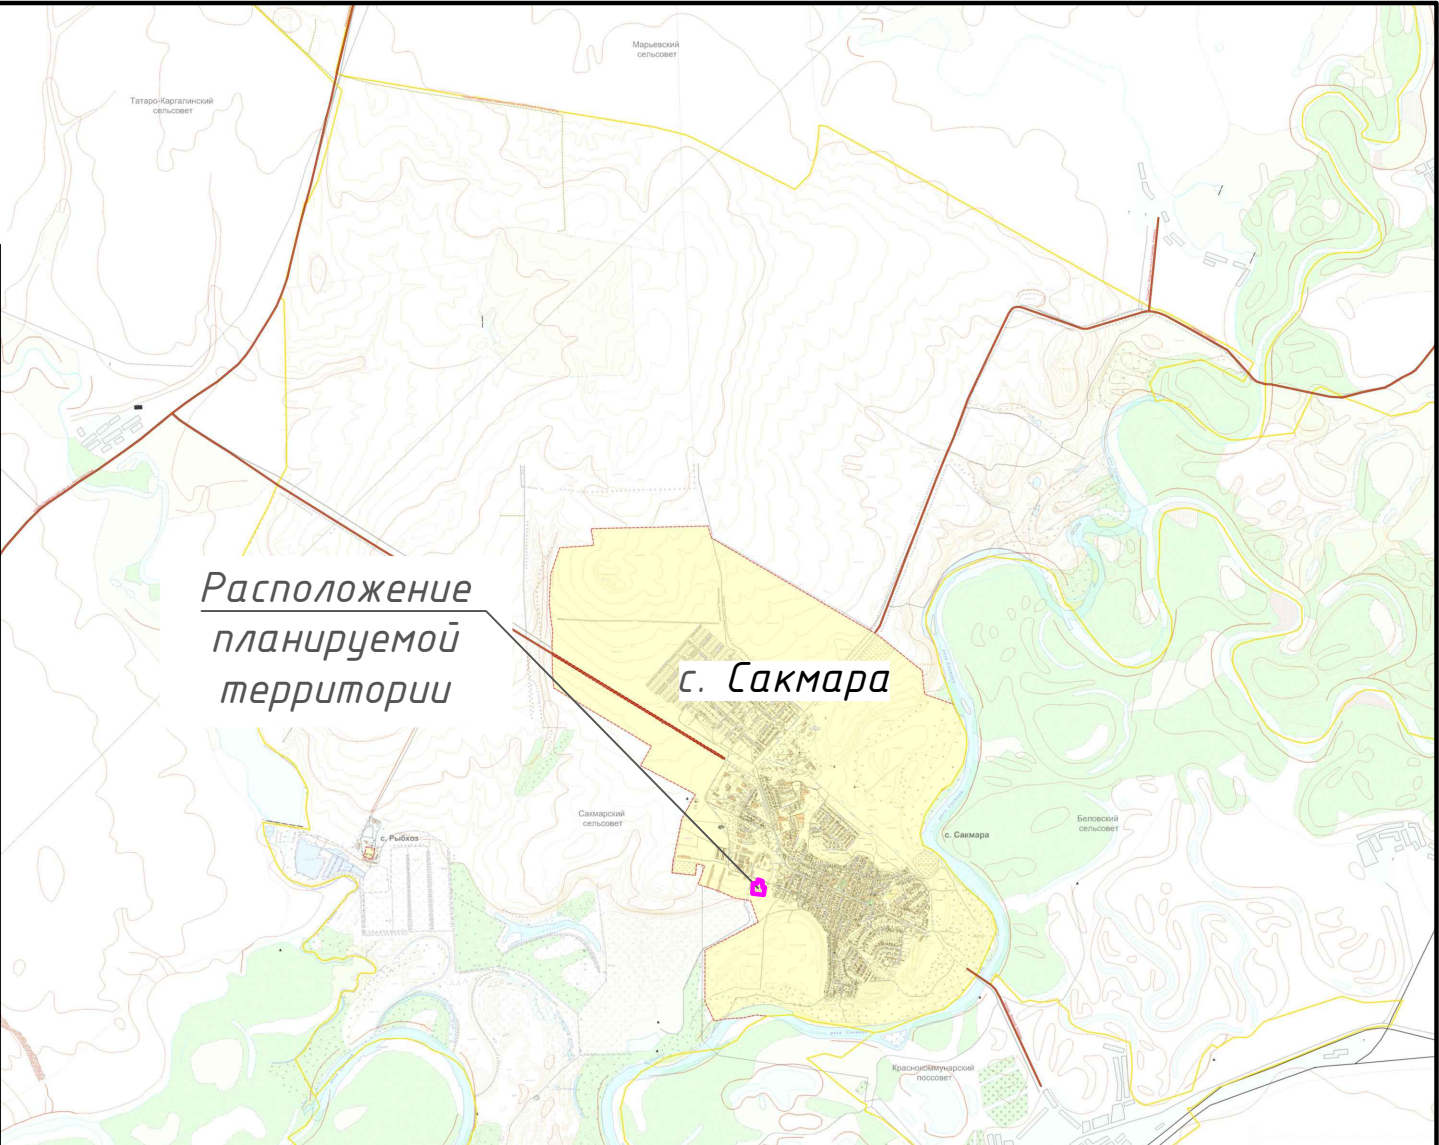 Марьевский
сельсовет
Татаро-Каргалинский
сельсовет
Расположение
планируемой
территории
с. Сакмара
Сакмарский
сельсовет
с. Рыбхоз
с. Сакмара
Беловский
сельсовет
Краснокоммунарский
поссовет